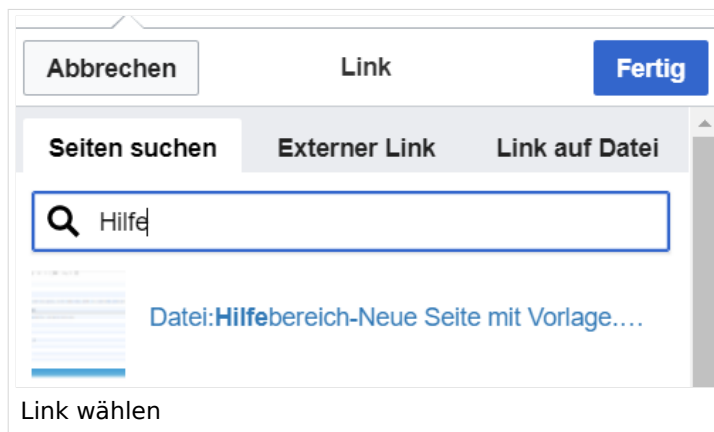 Abbrechen Link Fertig
Seiten suchen Externer Link Link auf Datei
Hilfe
Datei:Hilfebereich-Neue Seite mit Vorlage....
Link wählen